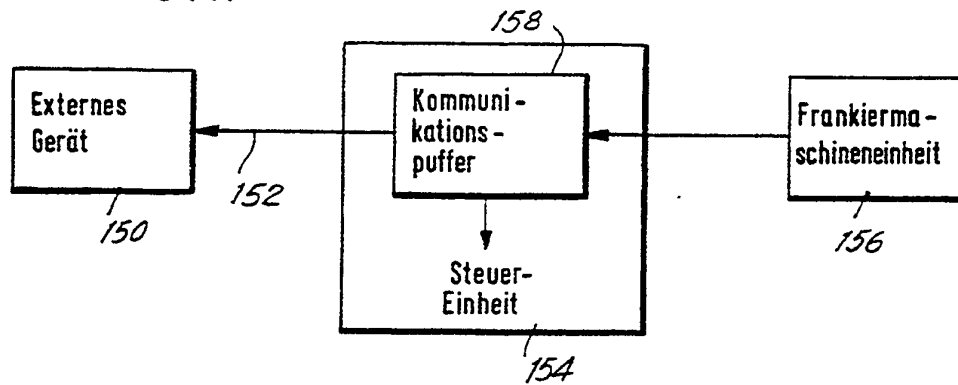 158
Externes
Gerät
Kommuni-
kations-
puffer
Frankierma-
schineneinheit
152
150
156
Steuer-
Einheit
154